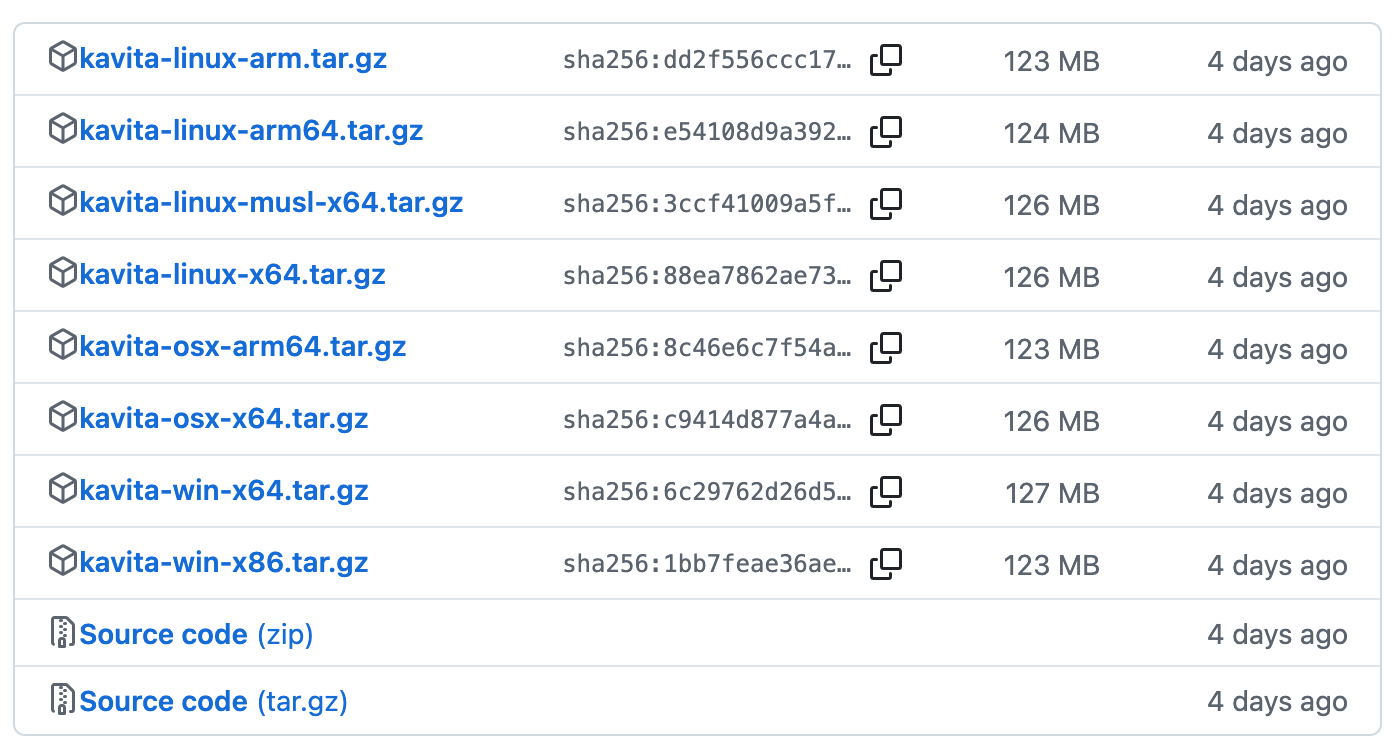 kavita-linux-arm.tar.gz sha256:dd2f556ccc17… 123 MB 4 days ago
kavita-linux-arm64.tar.gz sha256:e54108d9a392… 124 MB 4 days ago
kavita-linux-musl-x64.tar.gz sha256:3ccf41009a5f… 126 MB 4 days ago
kavita-linux-x64.tar.gz sha256:88ea7862ae73… 126 MB 4 days ago
kavita-osx-arm64.tar.gz sha256:8c46e6c7f54a… 123 MB 4 days ago
kavita-osx-x64.tar.gz sha256:c9414d877a4a… 126 MB 4 days ago
kavita-win-x64.tar.gz sha256:6c29762d26d5… 127 MB 4 days ago
kavita-win-x86.tar.gz sha256:1bb7feae36ae… 123 MB 4 days ago
Source code (zip) 4 days ago
Source code (tar.gz) 4 days ago